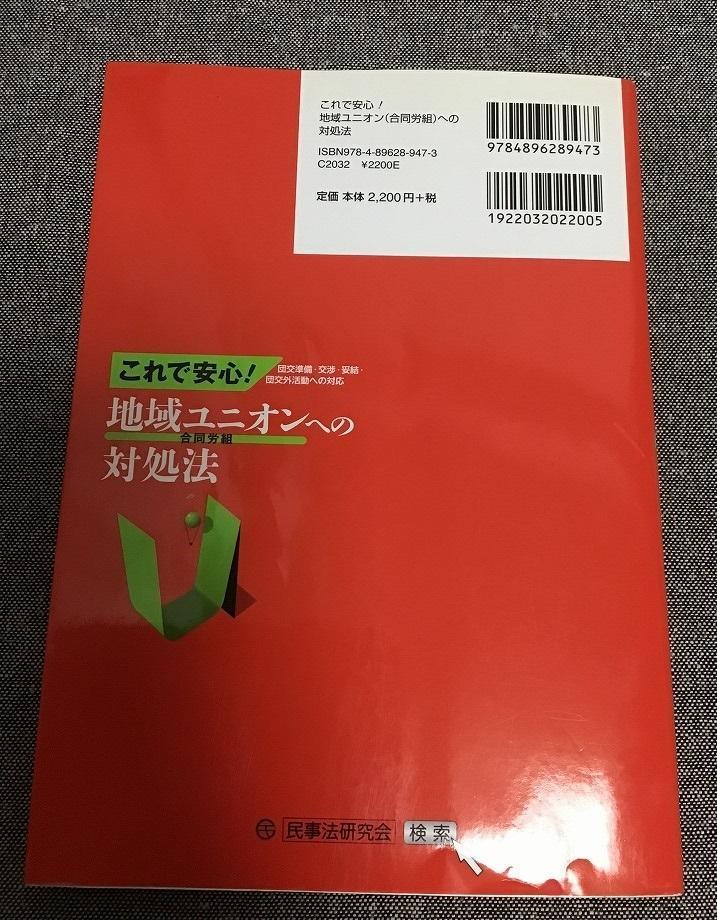 これで安心！
地域ユニオン（合同労組）への
対処法
ISBN978-4-89628-947-3
C2032 ¥2200E
定価 本体 2,200円＋税
9784896289473
1922032022005
これで安心！
団交準備・交渉・妥結・
団交外活動への対応
地域ユニオンへの
合同労組
対処法
民事法研究会 検索